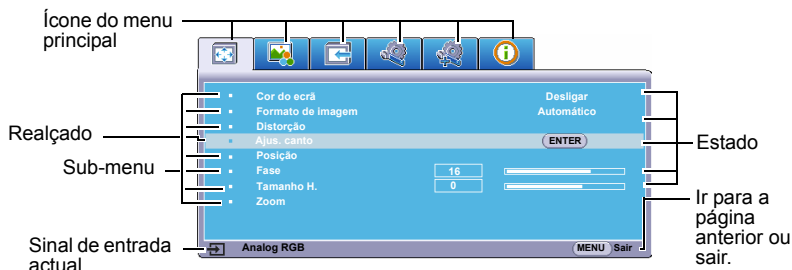 Ícone do menu
principal
Cor do ecrã Desligar
Formato de imagem Automático
Distorção
Realçado
Ajus. canto ENTER
Estado
Posição
Sub-menu
Fase 16
Tamanho H. 0
Zoom
Ir para a
página
anterior ou
sair.
Sinal de entrada
actual
Analog RGB MENU Sair